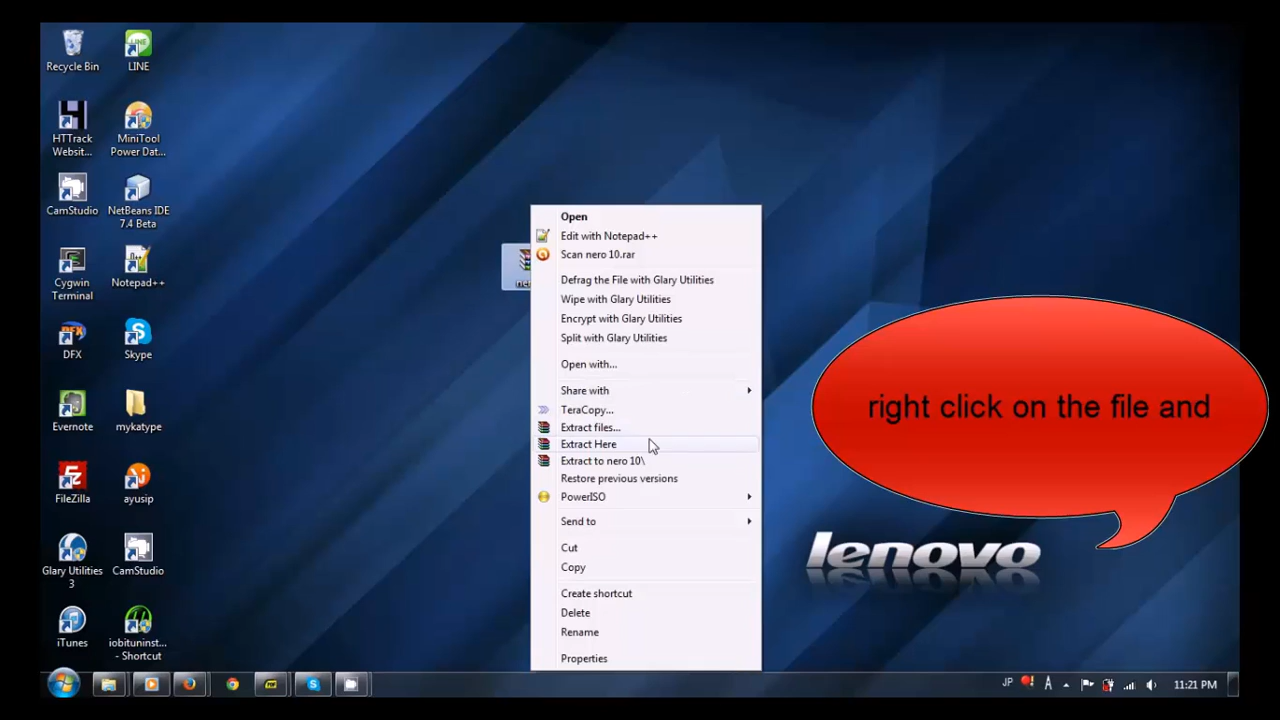 Recycle Bin
LINE
HTTrack
Websit...
MiniTool
Power Dat...
CamStudio
NetBeans IDE
7.4 Beta
Cygwin
Terminal
Notepad++
DFX
Skype
Evernote
mykatype
FileZilla
ayusip
Glary Utilities
3
CamStudio
iTunes
iobituninst...
- Shortcut
Open
Edit with Notepad++
Scan nero 10.rar
Defrag the File with Glary Utilities
Wipe with Glary Utilities
Encrypt with Glary Utilities
Split with Glary Utilities
Open with...
Share with
TeraCopy...
Extract files...
Extract Here
Extract to nero 10\
Restore previous versions
PowerISO
Send to
Cut
Copy
Create shortcut
Delete
Rename
Properties
right click on the file and
lenovo
JP
A
11:21 PM